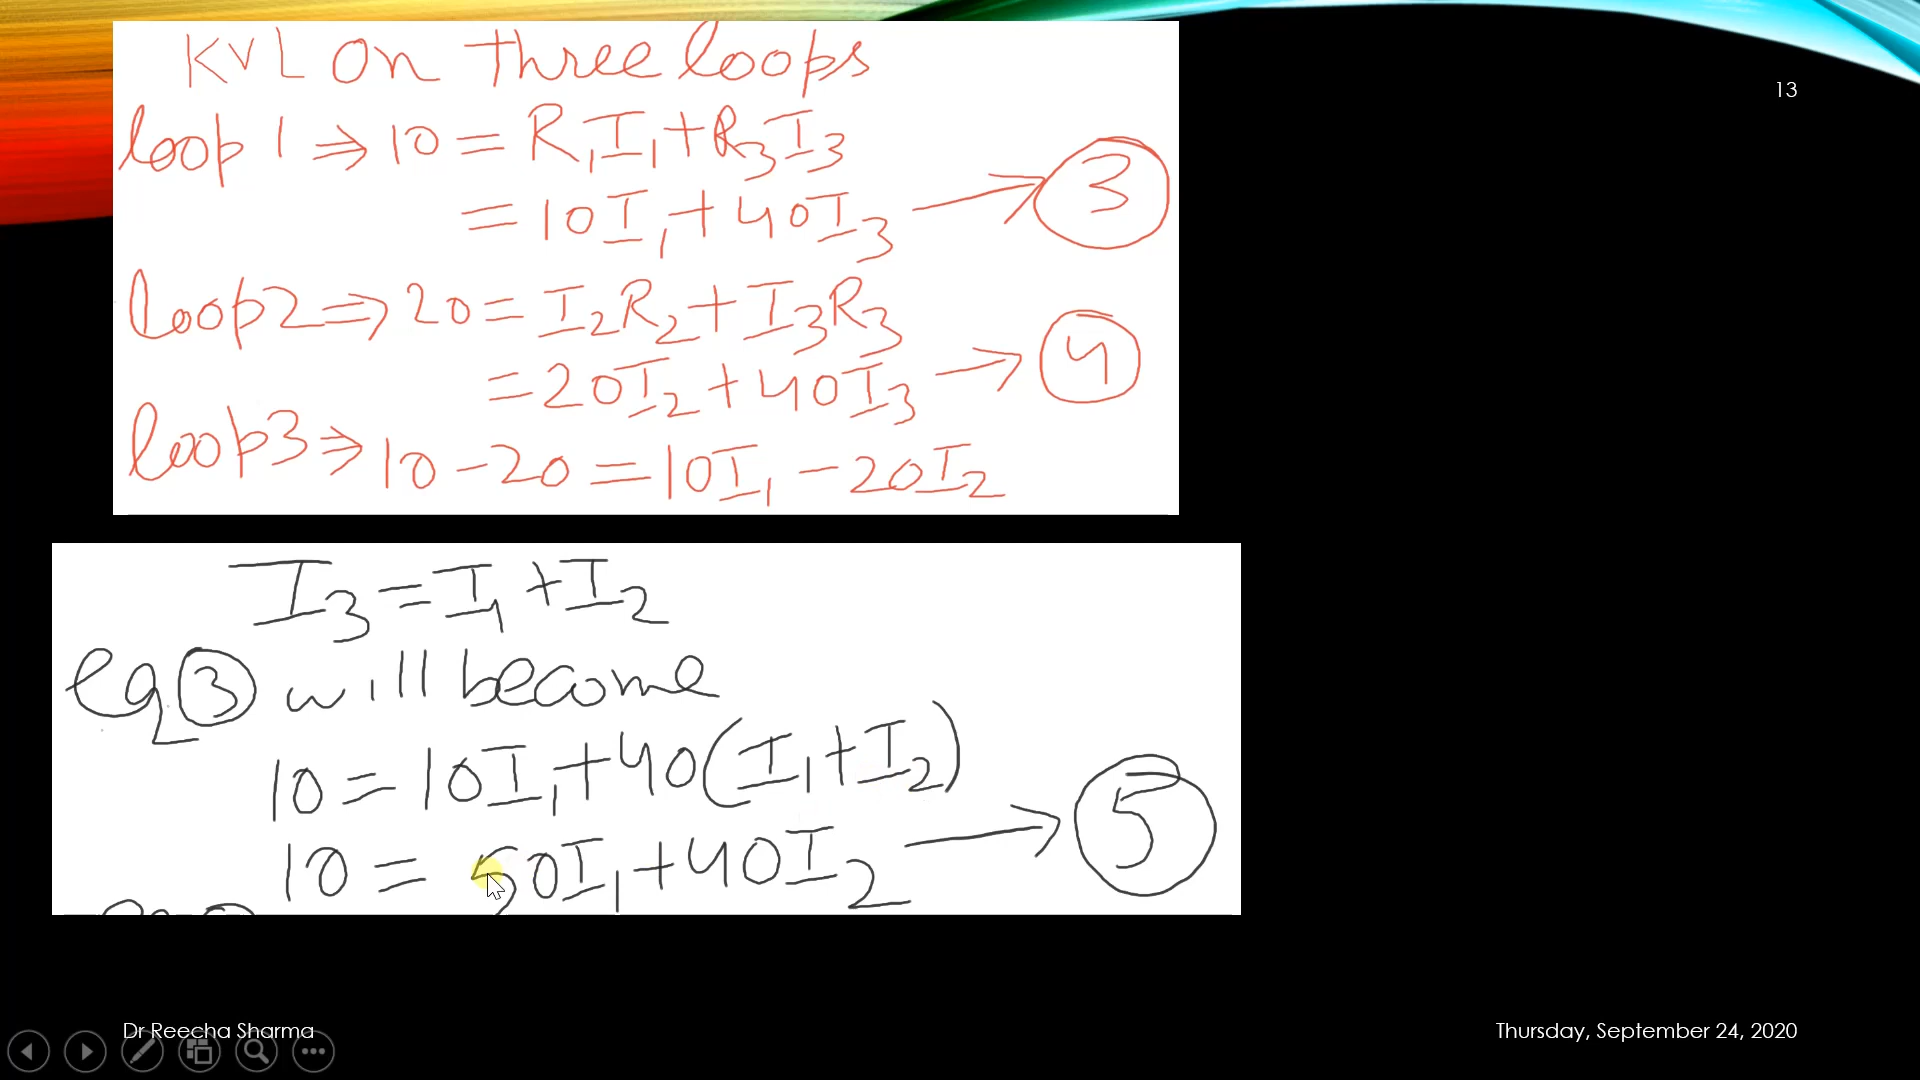 13
KVL On three loops
loop 1 ⇒ 10 = R₁I₁ + R₃I₃
= 10I₁ + 40I₃ → ③
loop2 ⇒ 20 = I₂R₂ + I₃R₃
= 20I₂ + 40I₃ → ④
loop3 ⇒ 10 - 20 = 10I₁ - 20I₂
I₃ = I₁ + I₂
eq ③ will become
10 = 10I₁ + 40(I₁ + I₂)
10 = 50I₁ + 40I₂ → ⑤
Dr Reecha Sharma
Thursday, September 24, 2020